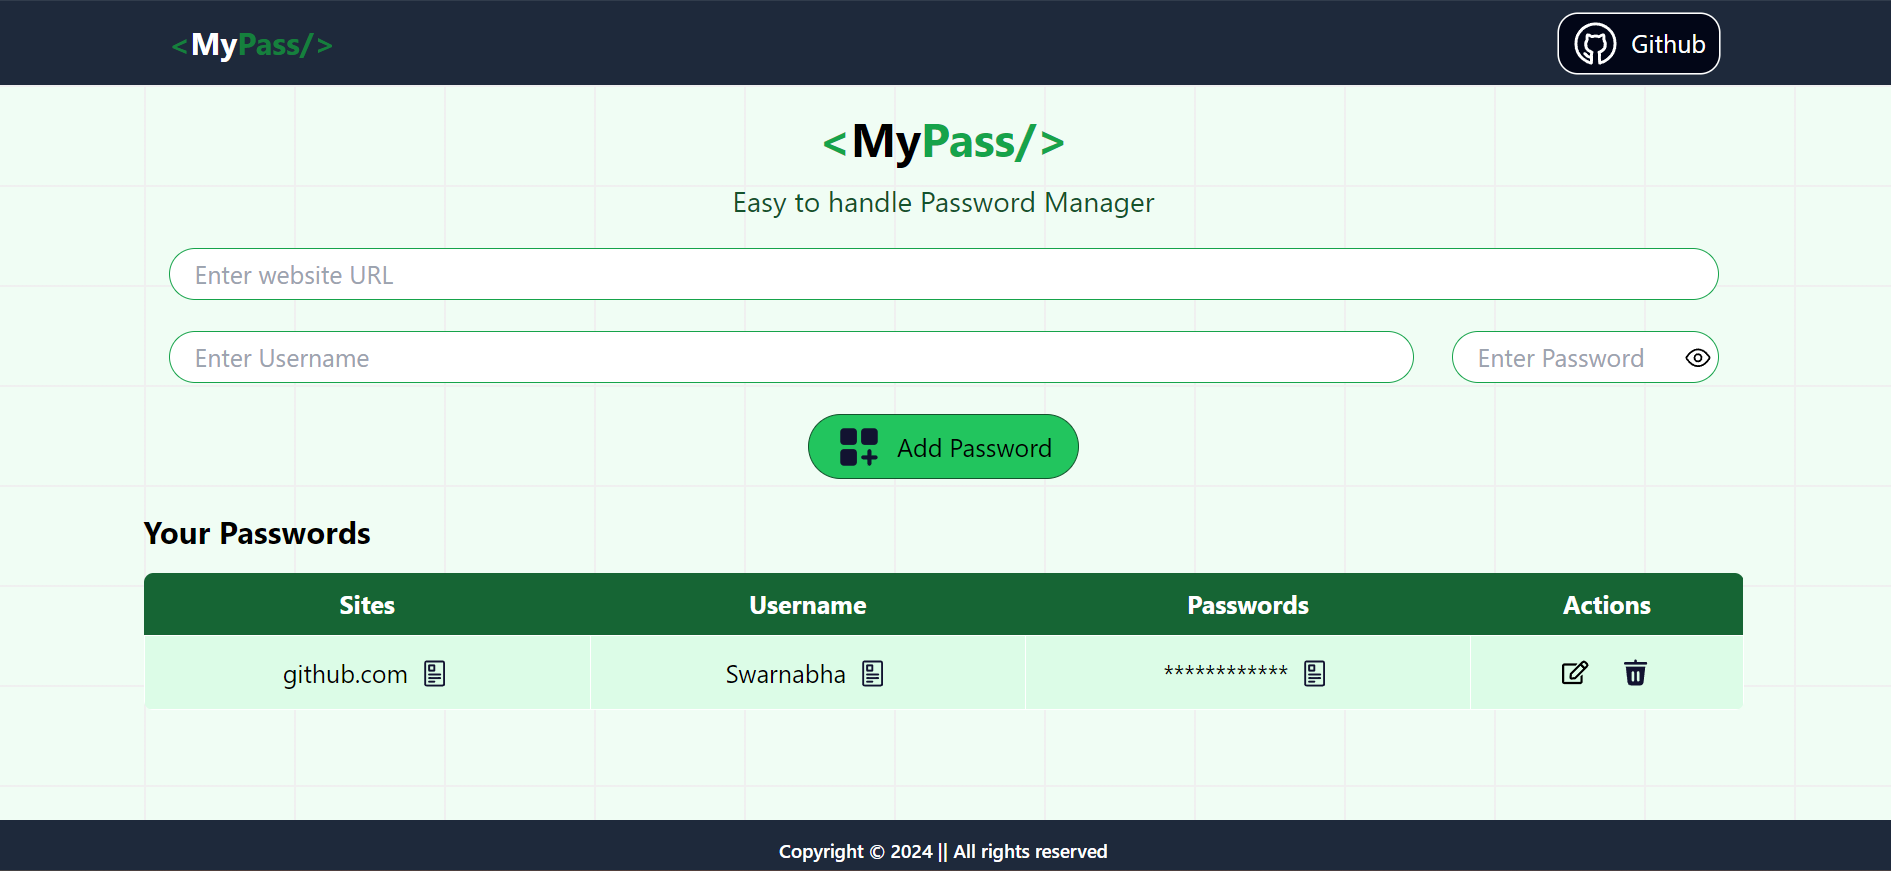 <MyPass/>
Github
<MyPass/>
Easy to handle Password Manager
Enter website URL
Enter Username
Enter Password
Add Password
Your Passwords
Sites Username Passwords Actions
github.com Swarnabha ************
Copyright © 2024 || All rights reserved